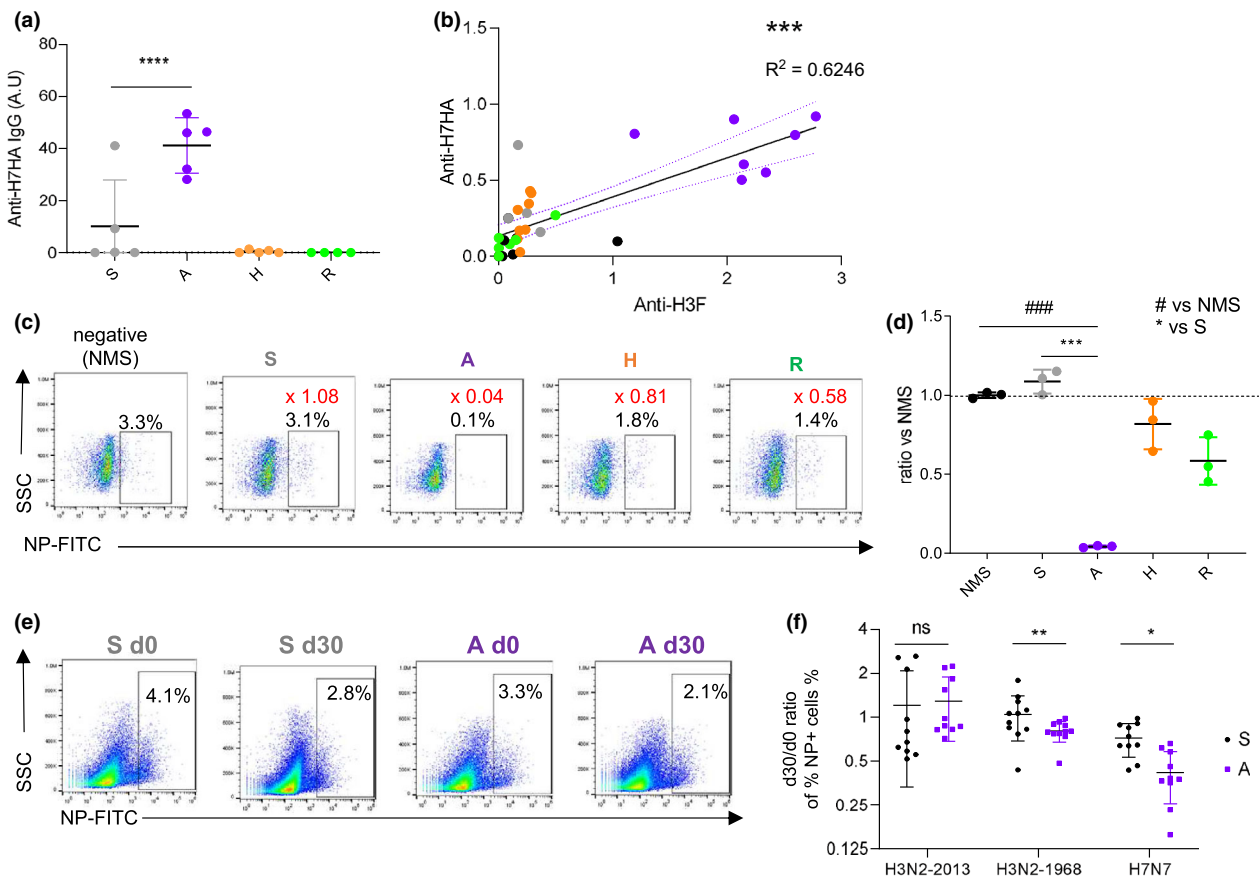 (a)
80
60
40
20
0
Anti-H7HA IgG (A.U)
****
S A H R
(b)
1.5
1.0
0.5
0.0
Anti-H7HA
***
R² = 0.6246
0 1 2 3
Anti-H3F
(c)
negative
(NMS)
S
A
H
R
3.3%
x 1.08
3.1%
x 0.04
0.1%
x 0.81
1.8%
x 0.58
1.4%
SSC
NP-FITC
(d)
# vs NMS
* vs S
###
***
1.5
1.0
0.5
0.0
ratio vs NMS
NMS S A H R
(e)
S d0
S d30
A d0
A d30
4.1%
2.8%
3.3%
2.1%
SSC
NP-FITC
(f)
4
2
1
0.5
0.25
0.125
d30/d0 ratio
of % NP+ cells %
ns
**
*
S
A
H3N2-2013 H3N2-1968 H7N7